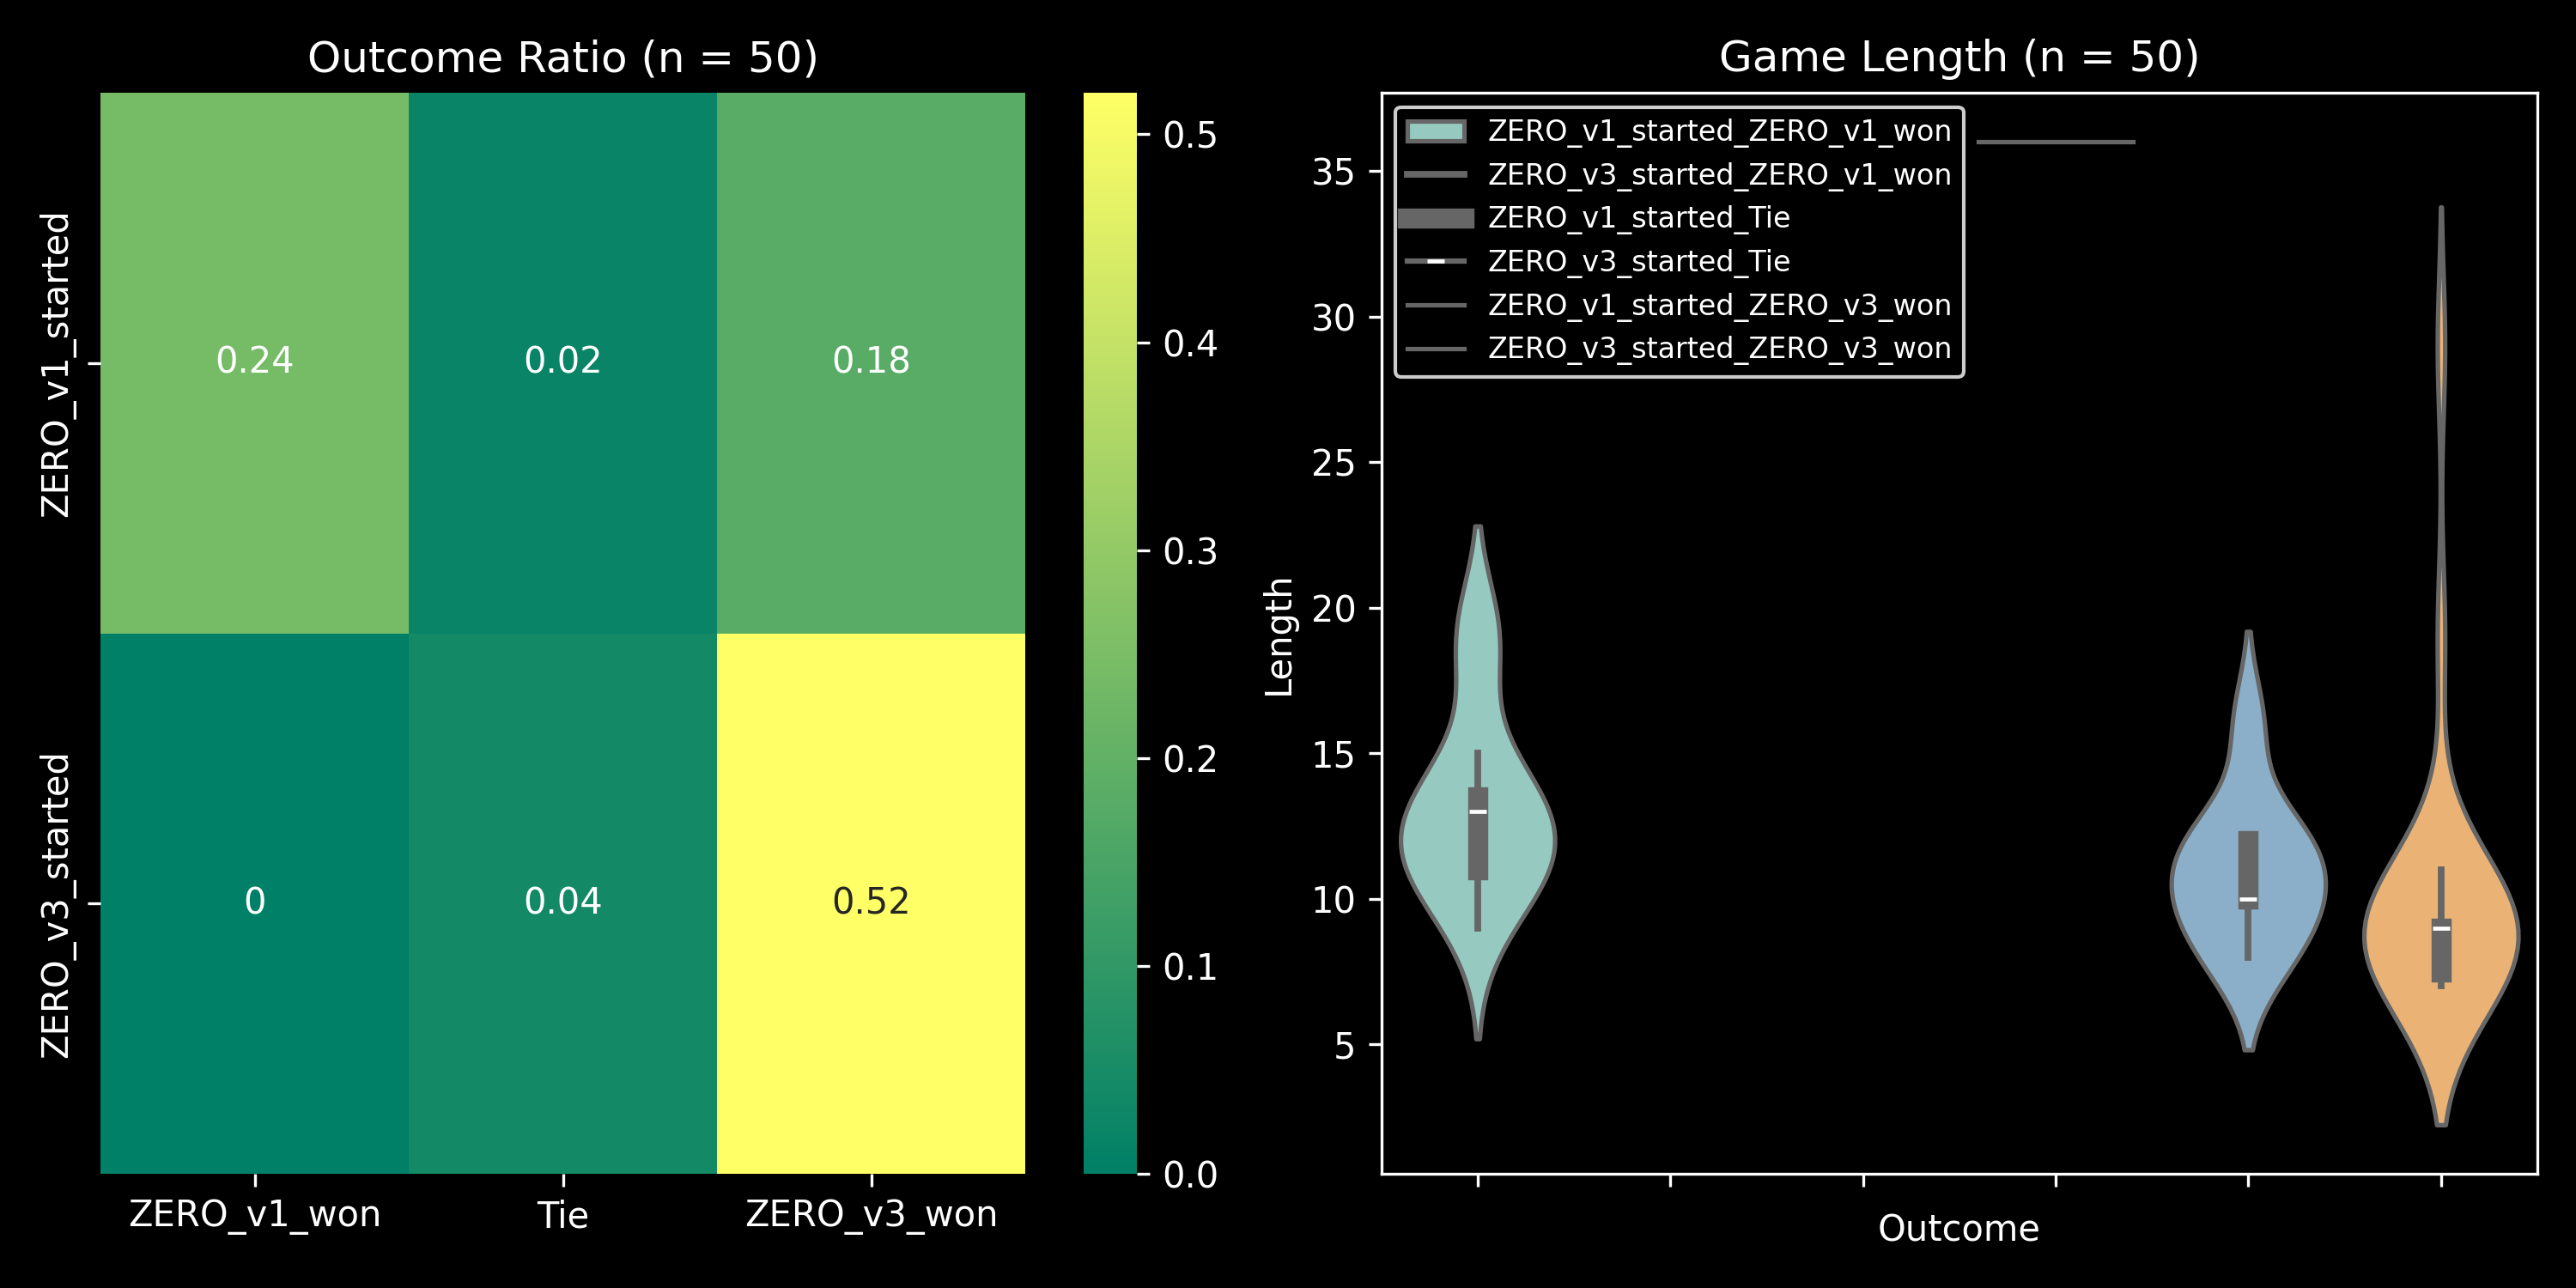 Outcome Ratio (n = 50)
ZERO_v1_started
ZERO_v3_started
0.24
0.02
0.18
0
0.04
0.52
ZERO_v1_won
Tie
ZERO_v3_won
0.5
0.4
0.3
0.2
0.1
0.0
Game Length (n = 50)
Length
35
30
25
20
15
10
5
ZERO_v1_started_ZERO_v1_won
ZERO_v3_started_ZERO_v1_won
ZERO_v1_started_Tie
ZERO_v3_started_Tie
ZERO_v1_started_ZERO_v3_won
ZERO_v3_started_ZERO_v3_won
Outcome